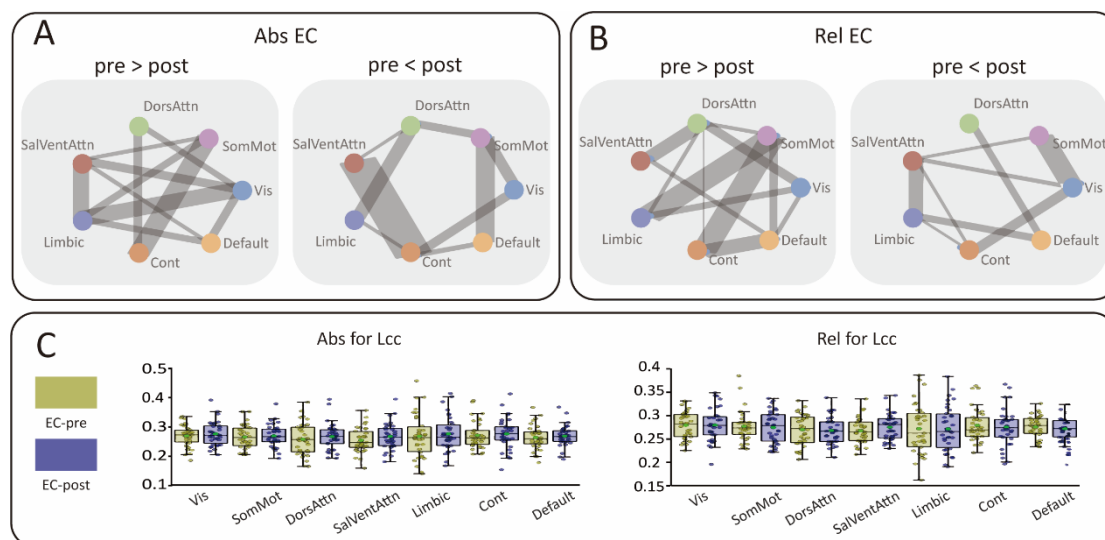 A
Abs EC
pre > post
pre < post
DorsAttn
SomMot
SalVentAttn
Vis
Limbic
Default
Cont
DorsAttn
SomMot
SalVentAttn
Vis
Limbic
Default
Cont
B
Rel EC
pre > post
pre < post
DorsAttn
SomMot
SalVentAttn
Vis
Limbic
Default
Cont
DorsAttn
SomMot
SalVentAttn
Vis
Limbic
Default
Cont
C
EC-pre
EC-post
Abs for Lcc
0.5
0.4
0.3
0.2
0.1
Vis
SomMot
DorsAttn
SalVentAttn
Limbic
Cont
Default
Rel for Lcc
0.4
0.35
0.3
0.25
0.2
0.15
Vis
SomMot
DorsAttn
SalVentAttn
Limbic
Cont
Default